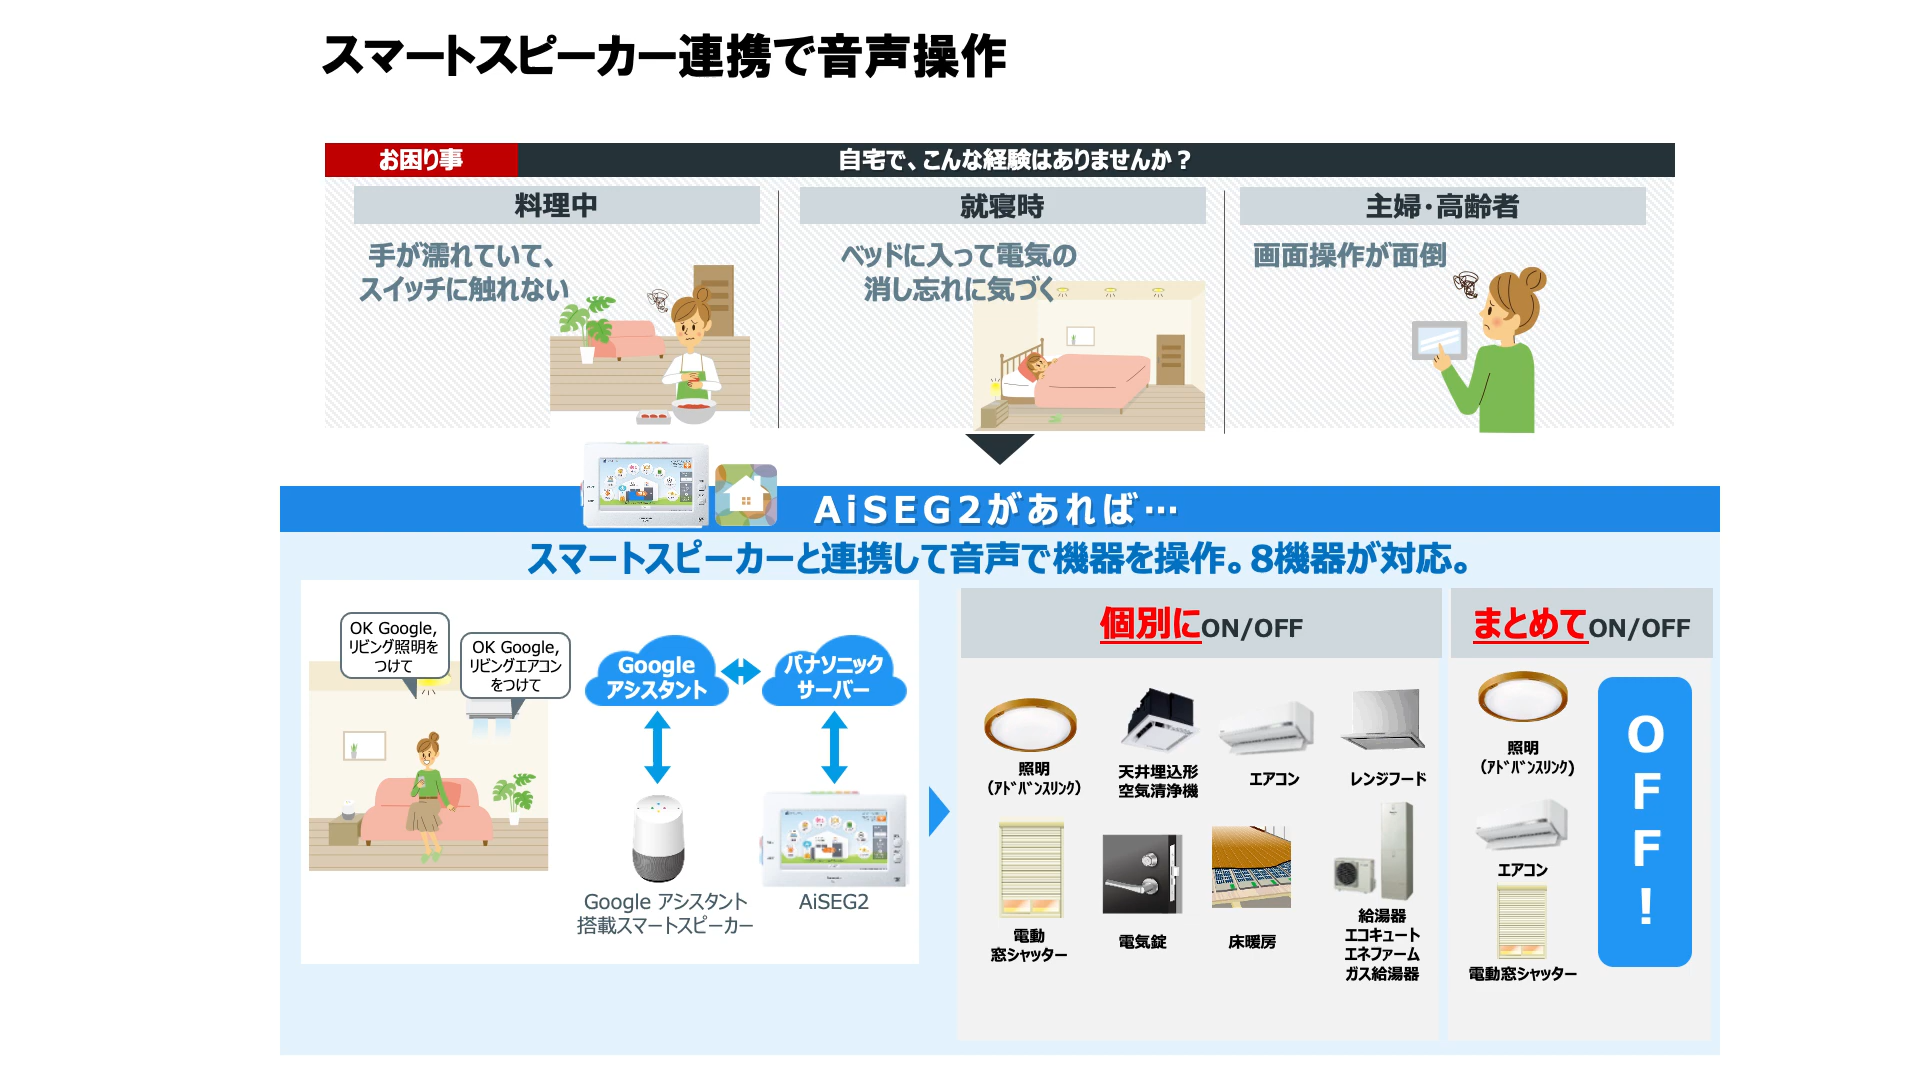 スマートスピーカー連携で音声操作
お困り事
自宅で、こんな経験はありませんか？
料理中
手が濡れていて、
スイッチに触れない
就寝時
ベッドに入って電気の
消し忘れに気づく
主婦・高齢者
画面操作が面倒
AiSEG2があれば…
スマートスピーカーと連携して音声で機器を操作。8機器が対応。
OK Google,
リビング照明を
つけて
OK Google,
リビングエアコン
をつけて
Google
アシスタント
パナソニック
サーバー
Google アシスタント
搭載スマートスピーカー
AiSEG2
個別にON/OFF
照明
（ｱﾄﾞﾊﾞﾝｽﾘﾝｸ）
天井埋込形
空気清浄機
エアコン
レンジフード
電動
窓シャッター
電気錠
床暖房
給湯器
エコキュート
エネファーム
ガス給湯器
まとめてON/OFF
照明
（ｱﾄﾞﾊﾞﾝｽﾘﾝｸ）
エアコン
電動窓シャッター
OFF!